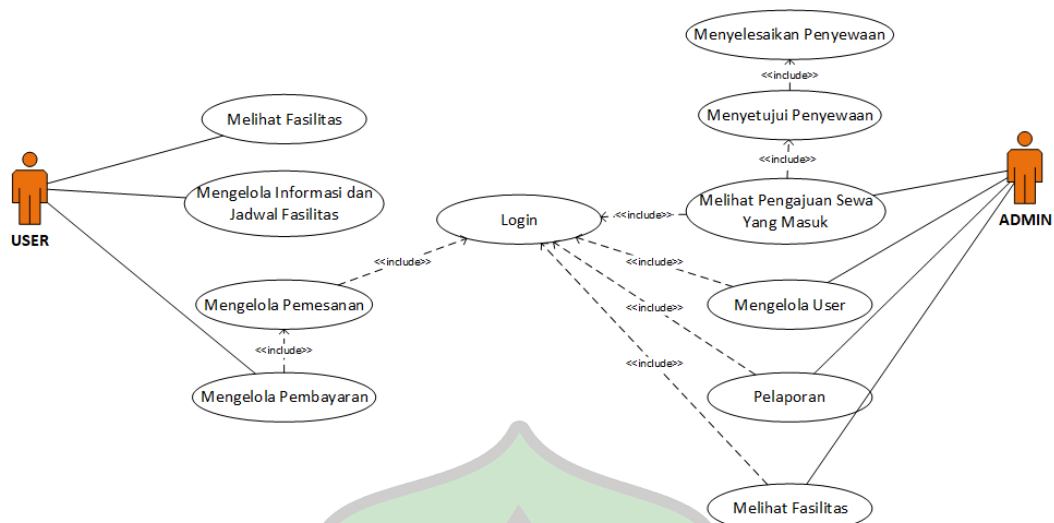 Menyelesaikan Penyewaan
<<include>>
Melihat Fasilitas
Menyetujui Penyewaan
<<include>>
USER
Mengelola Informasi dan
Jadwal Fasilitas
Login
<<include>>
Melihat Pengajuan Sewa
Yang Masuk
ADMIN
<<include>>
<<include>>
Mengelola Pemesanan
Mengelola User
<<include>>
<<include>>
<<include>>
Mengelola Pembayaran
Pelaporan
Melihat Fasilitas